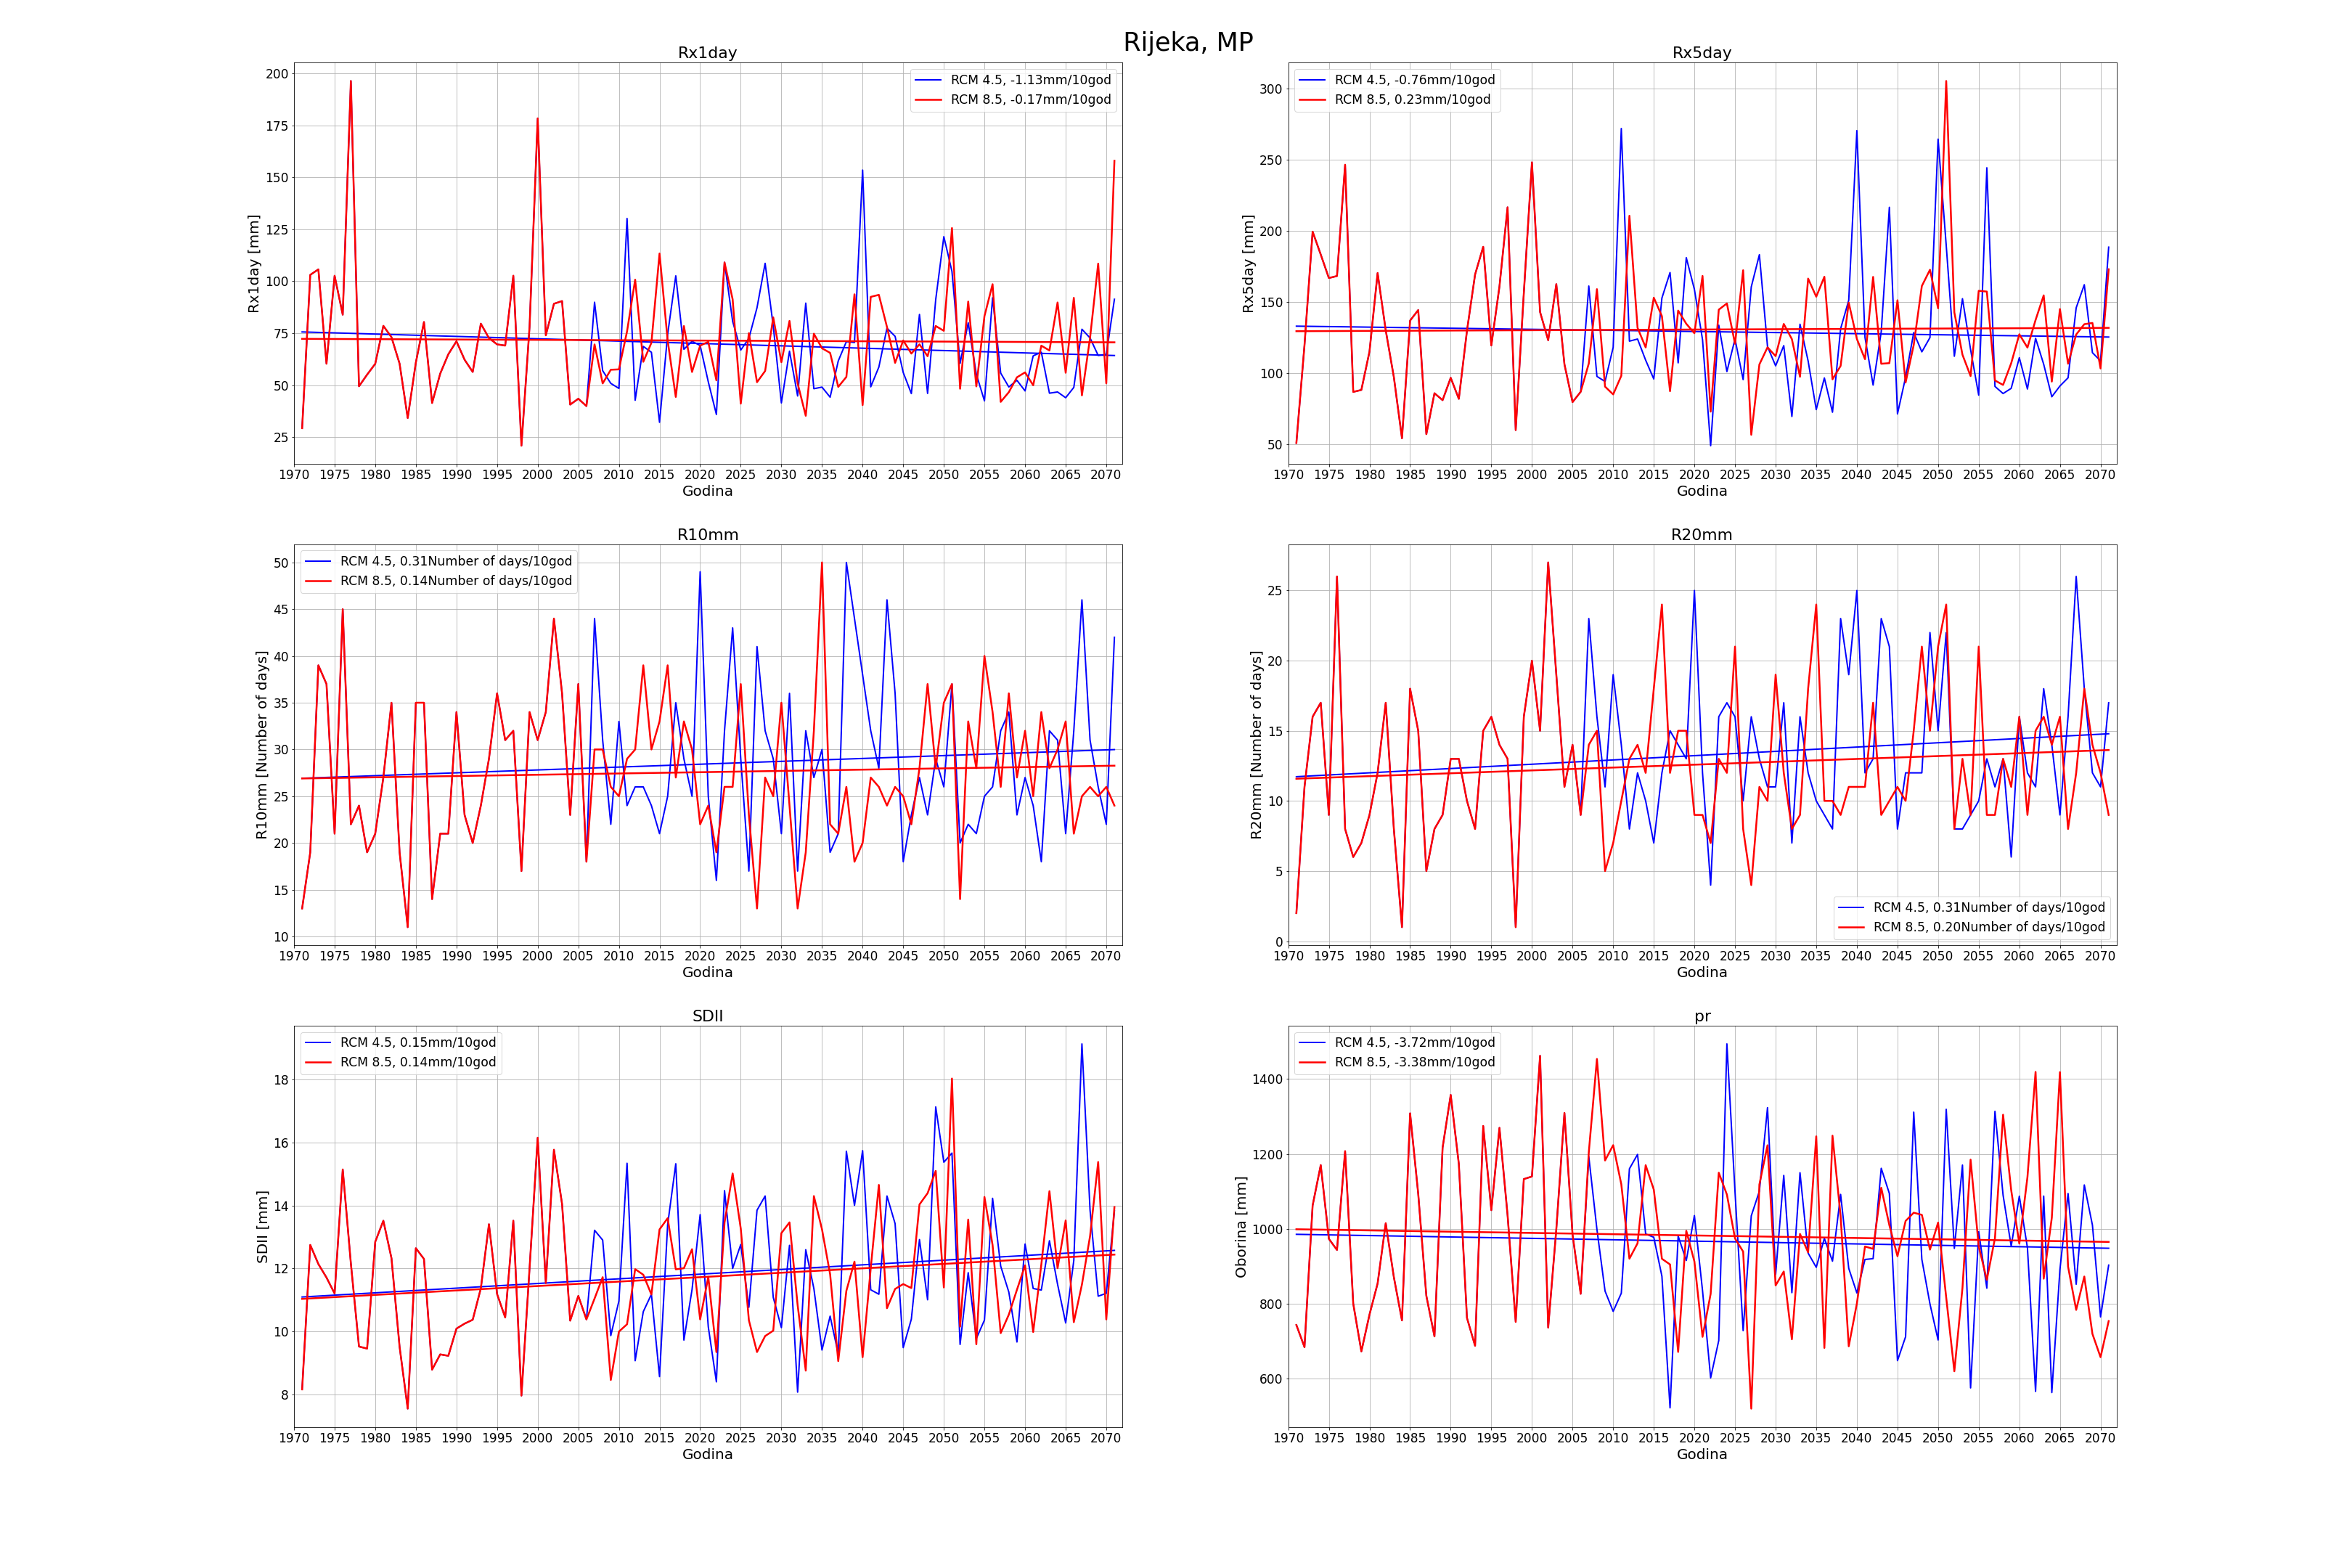 Rijeka, MP
Rx1day
RCM 4.5, -1.13mm/10god
RCM 8.5, -0.17mm/10god
Rx1day [mm]
200
175
150
125
100
75
50
25
1970 1975 1980 1985 1990 1995 2000 2005 2010 2015 2020 2025 2030 2035 2040 2045 2050 2055 2060 2065 2070
Godina
Rx5day
RCM 4.5, -0.76mm/10god
RCM 8.5, 0.23mm/10god
Rx5day [mm]
300
250
200
150
100
50
1970 1975 1980 1985 1990 1995 2000 2005 2010 2015 2020 2025 2030 2035 2040 2045 2050 2055 2060 2065 2070
Godina
R10mm
RCM 4.5, 0.31Number of days/10god
RCM 8.5, 0.14Number of days/10god
R10mm [Number of days]
50
45
40
35
30
25
20
15
10
1970 1975 1980 1985 1990 1995 2000 2005 2010 2015 2020 2025 2030 2035 2040 2045 2050 2055 2060 2065 2070
Godina
R20mm
R20mm [Number of days]
25
20
15
10
5
0
RCM 4.5, 0.31Number of days/10god
RCM 8.5, 0.20Number of days/10god
1970 1975 1980 1985 1990 1995 2000 2005 2010 2015 2020 2025 2030 2035 2040 2045 2050 2055 2060 2065 2070
Godina
SDII
RCM 4.5, 0.15mm/10god
RCM 8.5, 0.14mm/10god
SDII [mm]
18
16
14
12
10
8
1970 1975 1980 1985 1990 1995 2000 2005 2010 2015 2020 2025 2030 2035 2040 2045 2050 2055 2060 2065 2070
Godina
pr
RCM 4.5, -3.72mm/10god
RCM 8.5, -3.38mm/10god
Oborina [mm]
1400
1200
1000
800
600
1970 1975 1980 1985 1990 1995 2000 2005 2010 2015 2020 2025 2030 2035 2040 2045 2050 2055 2060 2065 2070
Godina